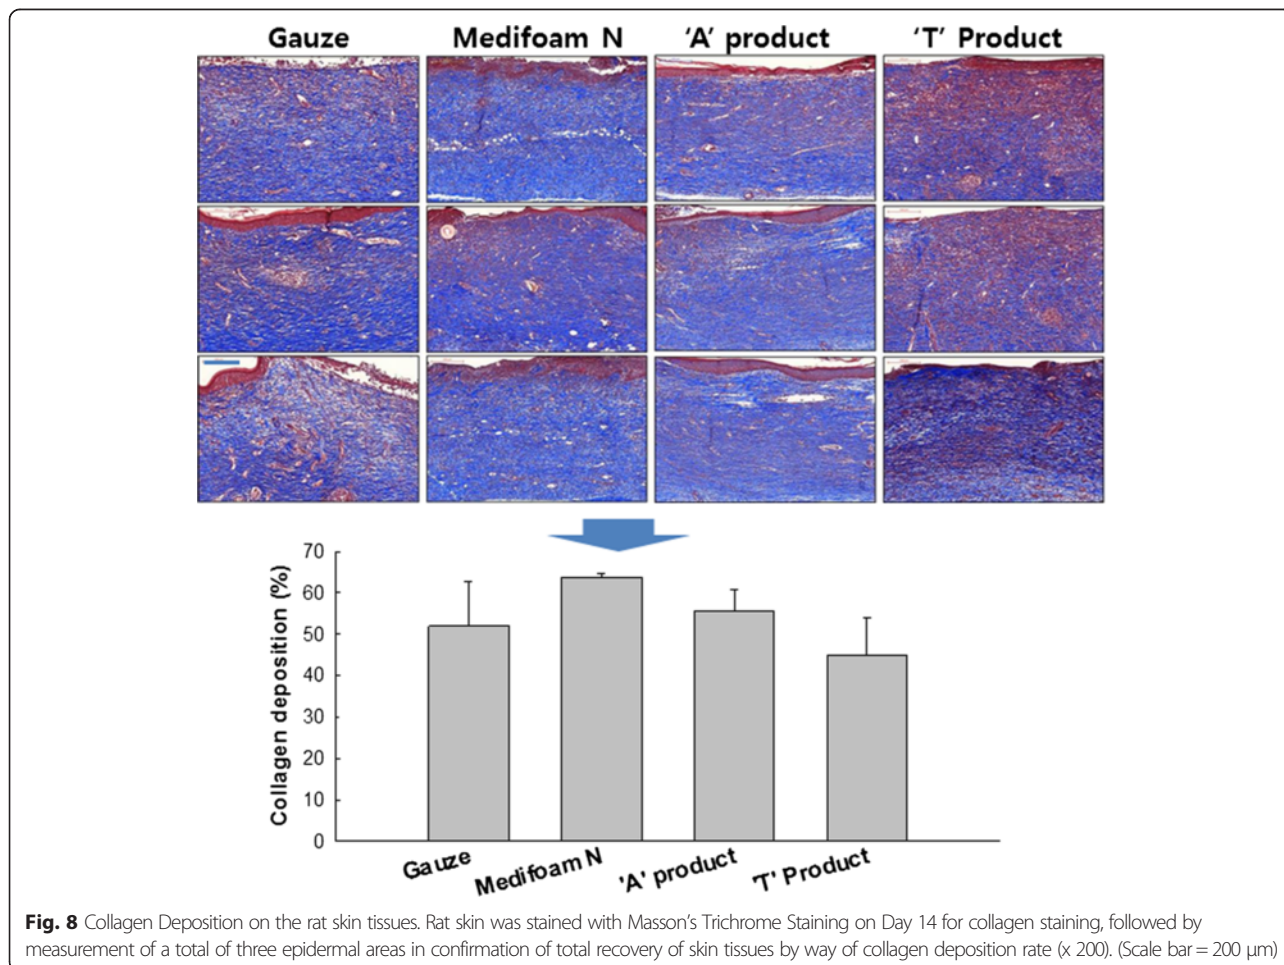 Gauze Medifoam N ‘A’ product ‘T’ Product
70
60
50
40
30
20
10
0
Collagen deposition (%)
Gauze Medifoam N 'A' product 'T' Product
Fig. 8 Collagen Deposition on the rat skin tissues. Rat skin was stained with Masson’s Trichrome Staining on Day 14 for collagen staining, followed by
measurement of a total of three epidermal areas in confirmation of total recovery of skin tissues by way of collagen deposition rate (x 200). (Scale bar = 200 μm)